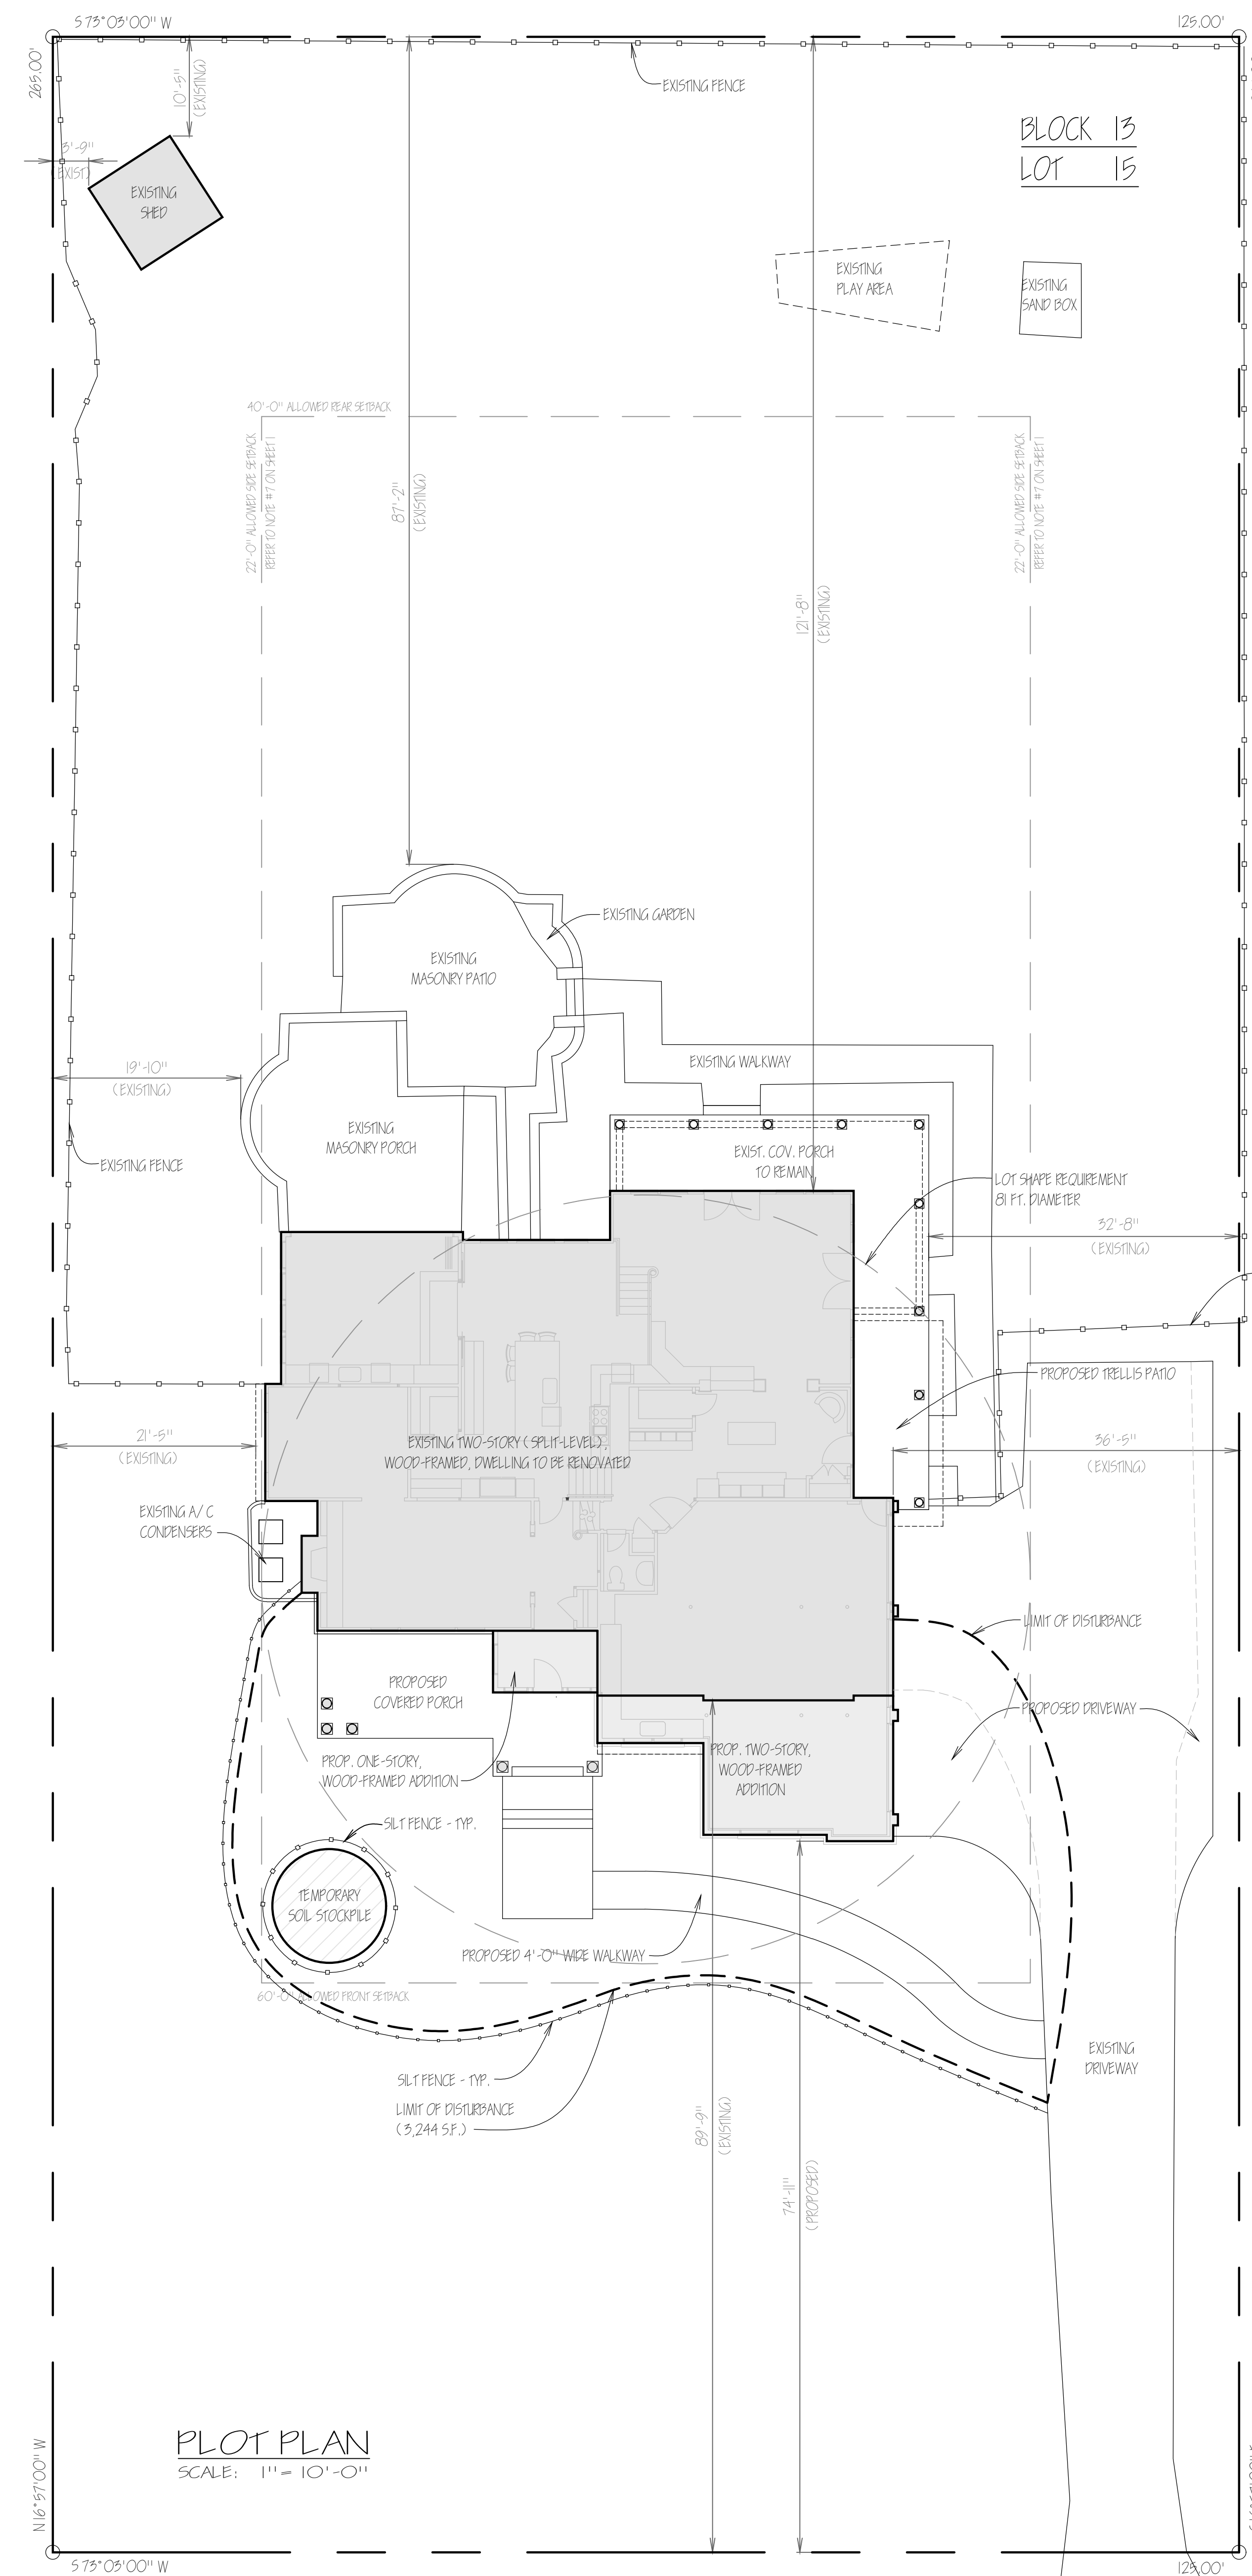 S 73°03'00" W
125.00'
265.00'
EXISTING FENCE
10'-5"
(EXISTING)
BLOCK 13
LOT 15
3'-9"
(EXIST.)
EXISTING
SHED
EXISTING
PLAY AREA
EXISTING
SAND BOX
40'-0" ALLOWED REAR SETBACK
22'-0" ALLOWED SIDE SETBACK
REFER TO NOTE #7 ON SHEET 1
22'-0" ALLOWED SIDE SETBACK
REFER TO NOTE #7 ON SHEET 1
87'-2"
(EXISTING)
121'-8"
(EXISTING)
EXISTING GARDEN
EXISTING
MASONRY PATIO
EXISTING WALKWAY
19'-10"
(EXISTING)
EXISTING
MASONRY PORCH
EXIST. COV. PORCH
TO REMAIN
EXISTING FENCE
LOT SHAPE REQUIREMENT
81 FT. DIAMETER
32'-8"
(EXISTING)
PROPOSED TRELLIS PATIO
21'-5"
(EXISTING)
EXISTING TWO-STORY (SPLIT-LEVEL),
WOOD-FRAMED, DWELLING TO BE RENOVATED
36'-5"
(EXISTING)
EXISTING A/C
CONDENSERS
LIMIT OF DISTURBANCE
PROPOSED
COVERED PORCH
PROPOSED DRIVEWAY
PROP. ONE-STORY,
WOOD-FRAMED ADDITION
PROP. TWO-STORY,
WOOD-FRAMED
ADDITION
SILT FENCE - TYP.
TEMPORARY
SOIL STOCKPILE
PROPOSED 4'-0" WIDE WALKWAY
60'-0" ALLOWED FRONT SETBACK
EXISTING
DRIVEWAY
SILT FENCE - TYP.
LIMIT OF DISTURBANCE
(3,244 S.F.)
89'-9"
(EXISTING)
74'-11"
(PROPOSED)
PLOT PLAN
SCALE: 1" = 10'-0"
N 16°57'00" W
S 73°03'00" W
125.00'